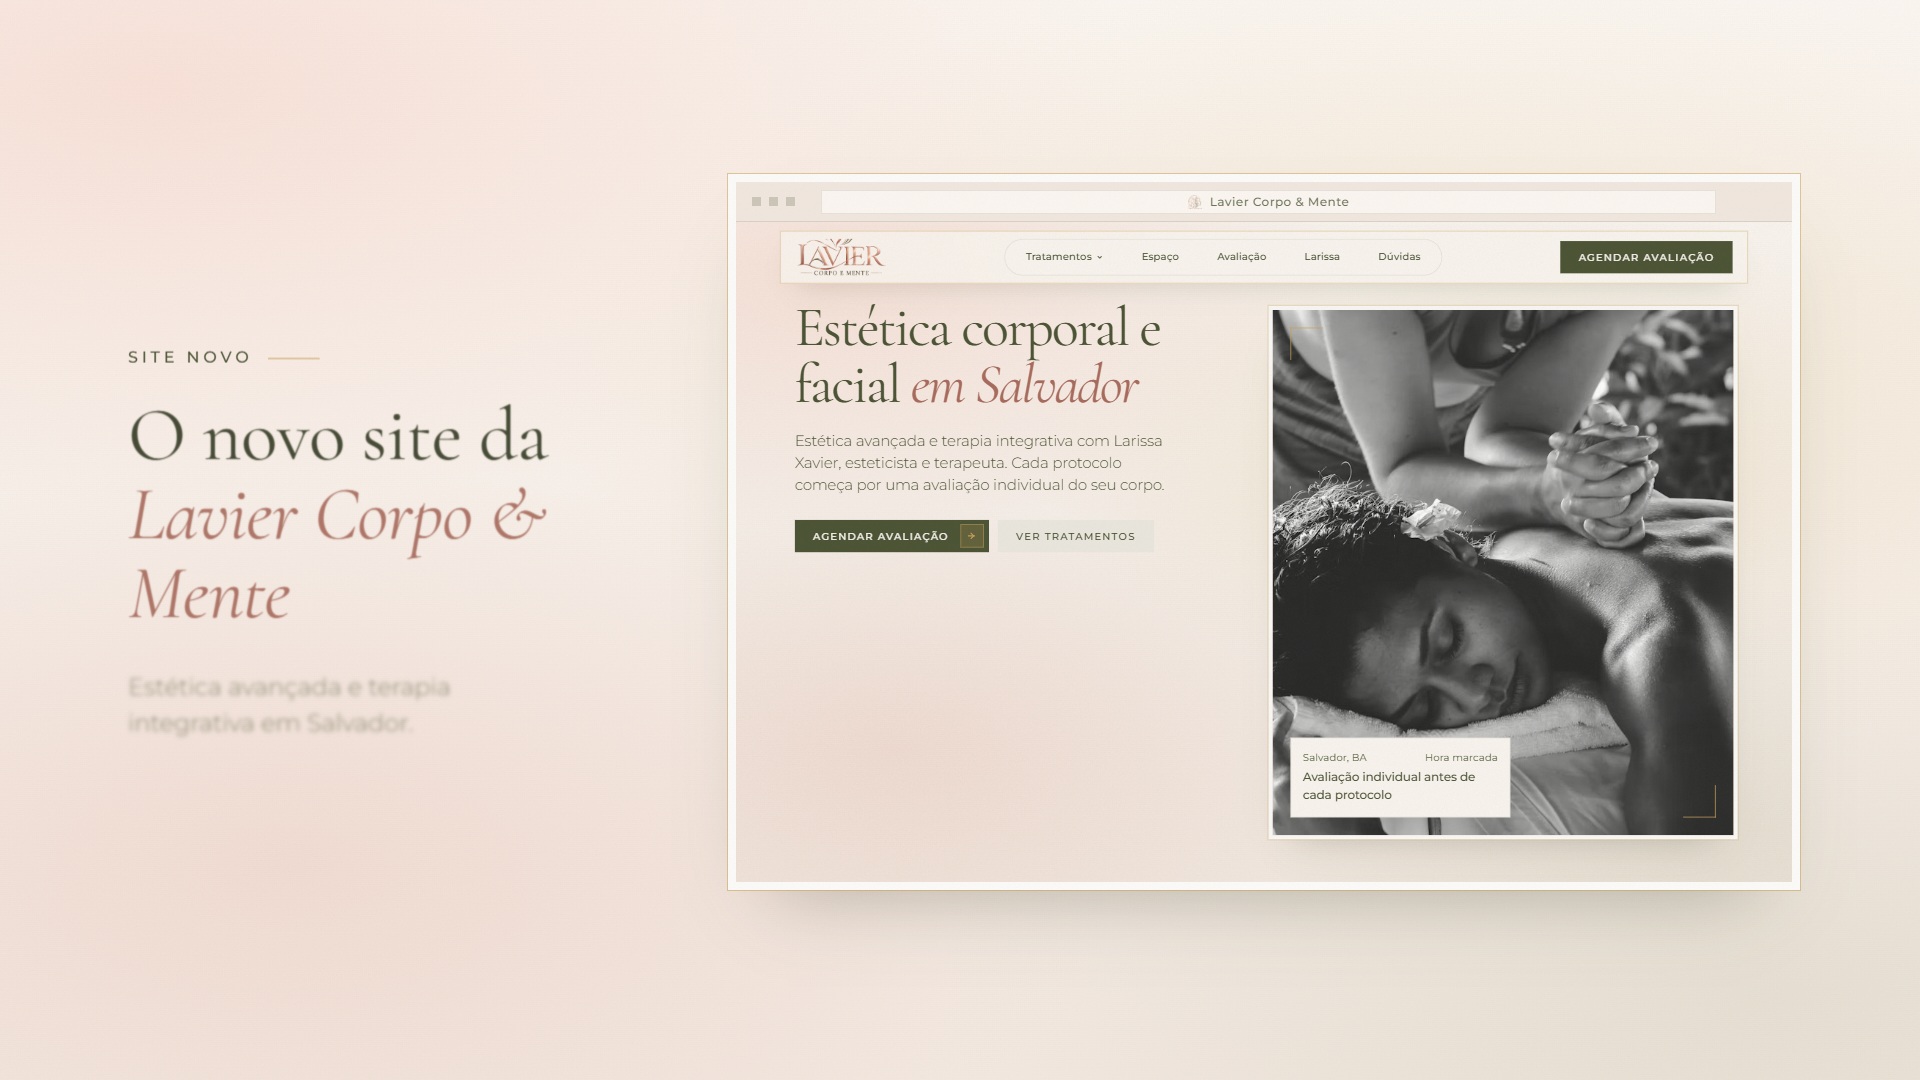 SITE NOVO
O novo site da
Lavier Corpo &
Mente
Estética avançada e terapia
integrativa em Salvador.
Lavier Corpo & Mente
LAVIER
CORPO E MENTE
Tratamentos
Espaço
Avaliação
Larissa
Dúvidas
AGENDAR AVALIAÇÃO
Estética corporal e
facial em Salvador
Estética avançada e terapia integrativa com Larissa
Xavier, esteticista e terapeuta. Cada protocolo
começa por uma avaliação individual do seu corpo.
AGENDAR AVALIAÇÃO
VER TRATAMENTOS
Salvador, BA
Hora marcada
Avaliação individual antes de
cada protocolo